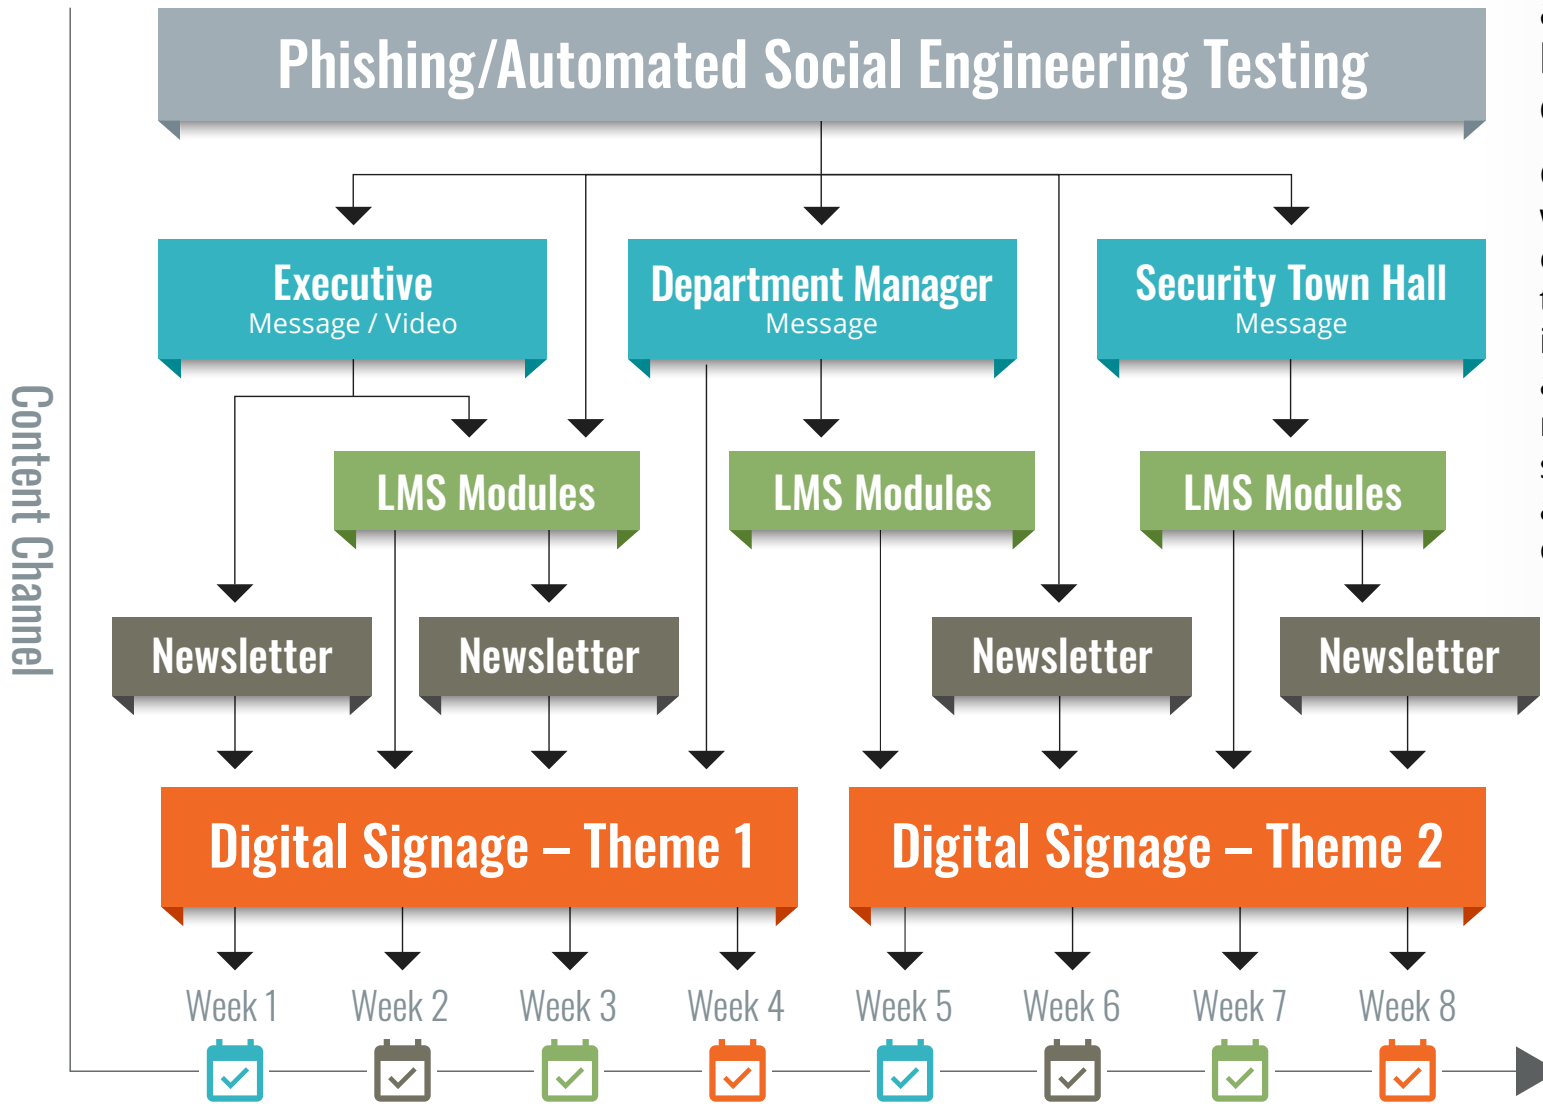 Phishing/Automated Social Engineering Testing
Executive
Message / Video
Department Manager
Message
Security Town Hall
Message
Content Channel
LMS Modules
LMS Modules
LMS Modules
Newsletter
Newsletter
Newsletter
Newsletter
Digital Signage – Theme 1
Digital Signage – Theme 2
Week 1
Week 2
Week 3
Week 4
Week 5
Week 6
Week 7
Week 8